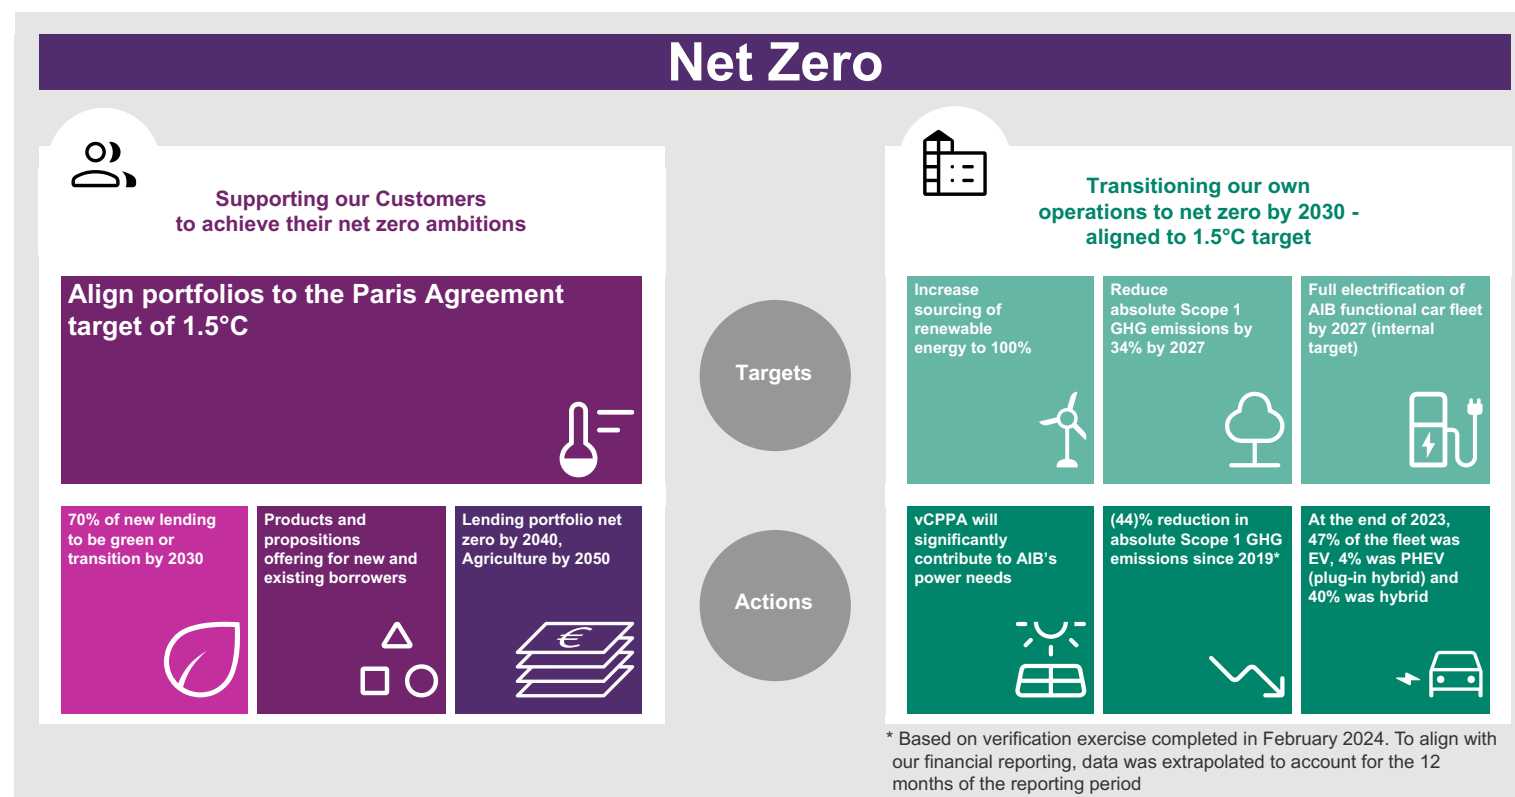 Net Zero
Supporting our Customers
to achieve their net zero ambitions
Align portfolios to the Paris Agreement
target of 1.5°C
70% of new lending
to be green or
transition by 2030
Products and
propositions
offering for new and
existing borrowers
Lending portfolio net
zero by 2040,
Agriculture by 2050
€
Targets
Actions
Transitioning our own
operations to net zero by 2030 -
aligned to 1.5°C target
Increase
sourcing of
renewable
energy to 100%
Reduce
absolute Scope 1
GHG emissions by
34% by 2027
Full electrification of
AIB functional car fleet
by 2027 (internal
target)
vCPPA will
significantly
contribute to AIB’s
power needs
(44)% reduction in
absolute Scope 1 GHG
emissions since 2019*
At the end of 2023,
47% of the fleet was
EV, 4% was PHEV
(plug-in hybrid) and
40% was hybrid
* Based on verification exercise completed in February 2024. To align with
our financial reporting, data was extrapolated to account for the 12
months of the reporting period